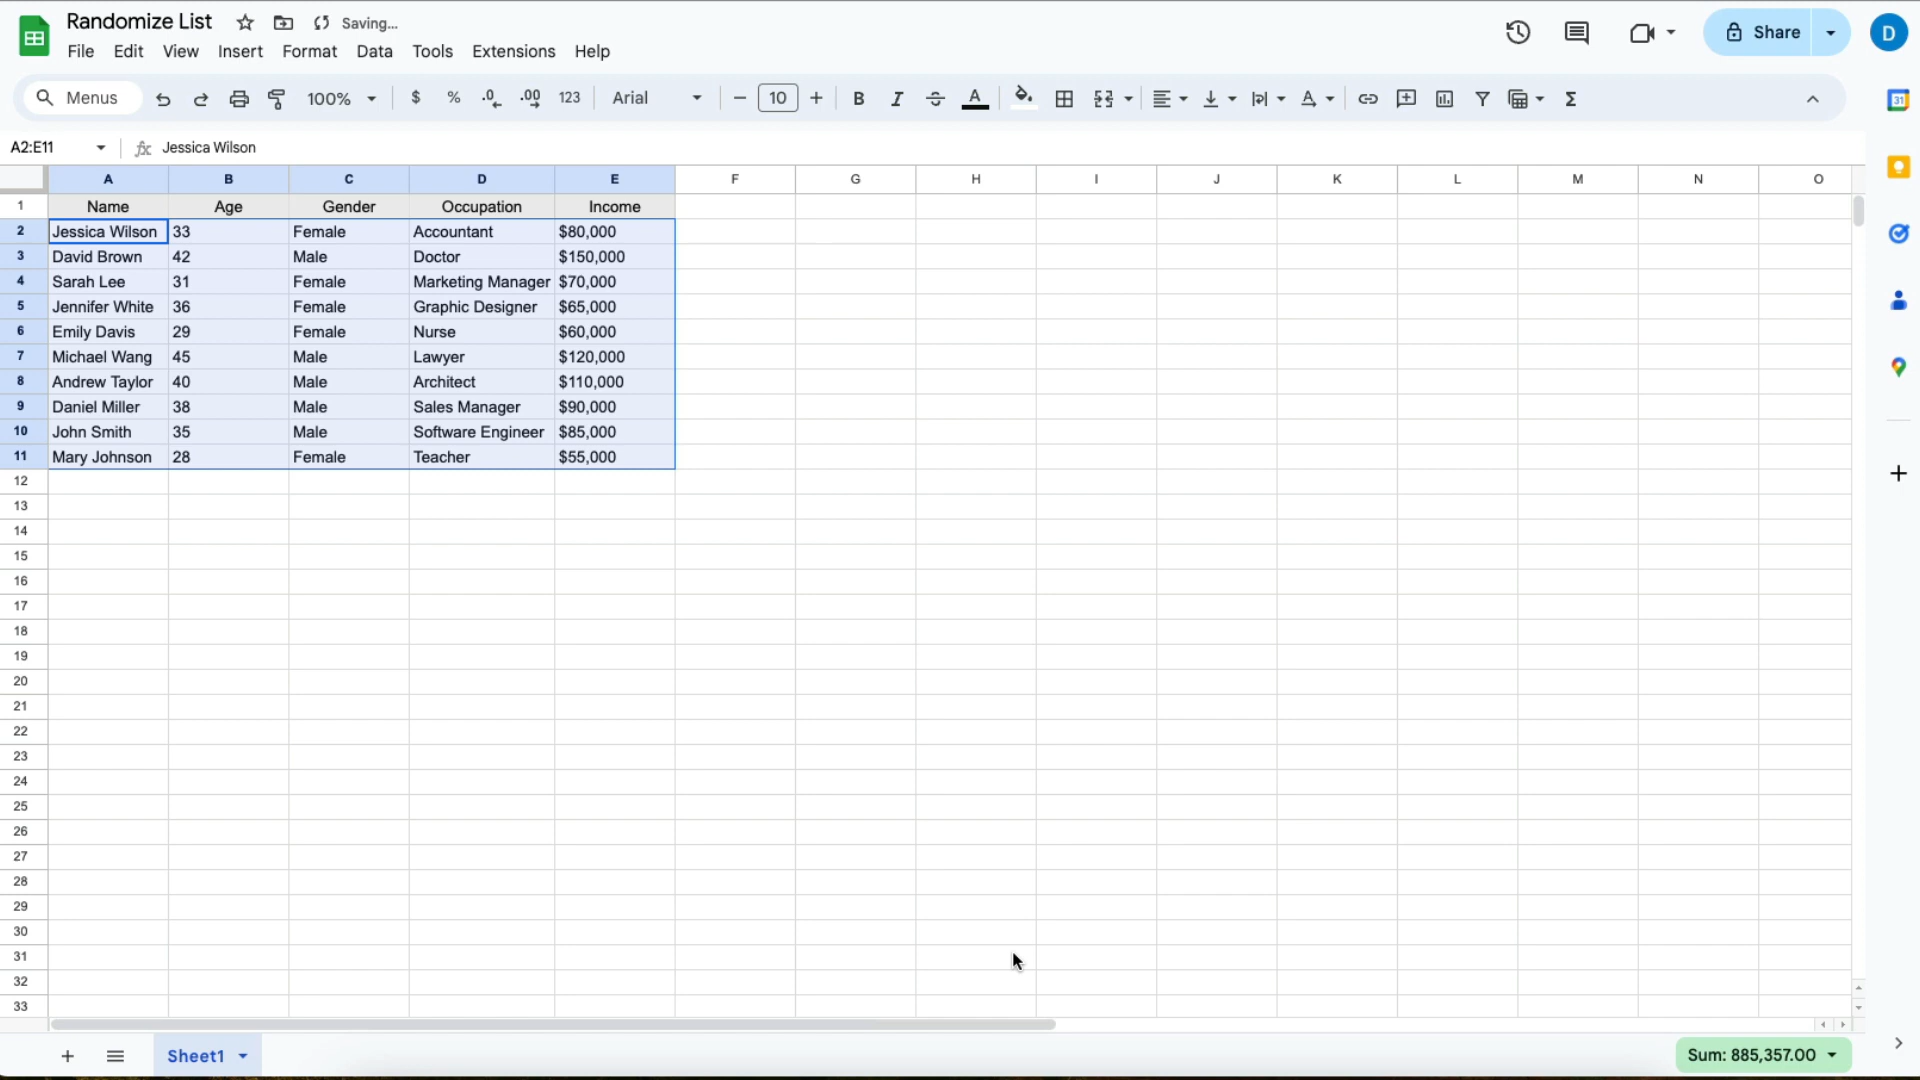 Randomize List Saving...
File Edit View Insert Format Data Tools Extensions Help
Share D
Menus 100% $ % .0 .00 123 Arial 10 B I S A A Σ 31
A2:E11 fx Jessica Wilson
A B C D E F G H I J K L M N O
1 Name Age Gender Occupation Income
2 Jessica Wilson 33 Female Accountant $80,000
3 David Brown 42 Male Doctor $150,000
4 Sarah Lee 31 Female Marketing Manager $70,000
5 Jennifer White 36 Female Graphic Designer $65,000
6 Emily Davis 29 Female Nurse $60,000
7 Michael Wang 45 Male Lawyer $120,000
8 Andrew Taylor 40 Male Architect $110,000
9 Daniel Miller 38 Male Sales Manager $90,000
10 John Smith 35 Male Software Engineer $85,000
11 Mary Johnson 28 Female Teacher $55,000
12
13
14
15
16
17
18
19
20
21
22
23
24
25
26
27
28
29
30
31
32
33
Sheet1 Sum: 885,357.00